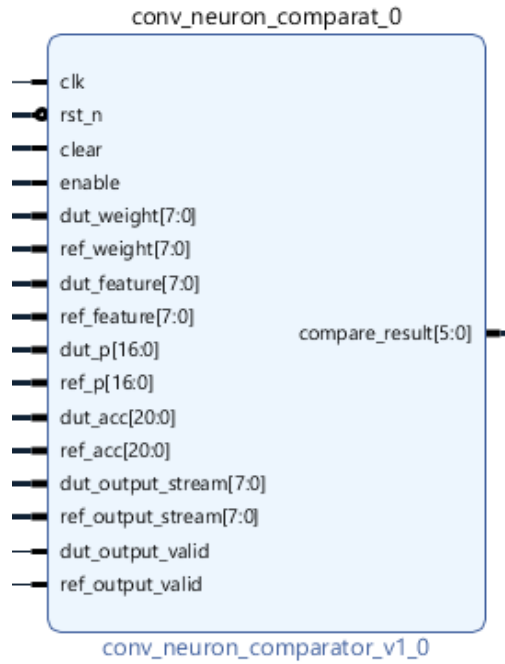 conv_neuron_comparat_0
clk
rst_n
clear
enable
dut_weight[7:0]
ref_weight[7:0]
dut_feature[7:0]
ref_feature[7:0]
compare_result[5:0]
dut_p[16:0]
ref_p[16:0]
dut_acc[20:0]
ref_acc[20:0]
dut_output_stream[7:0]
ref_output_stream[7:0]
dut_output_valid
ref_output_valid
conv_neuron_comparator_v1_0